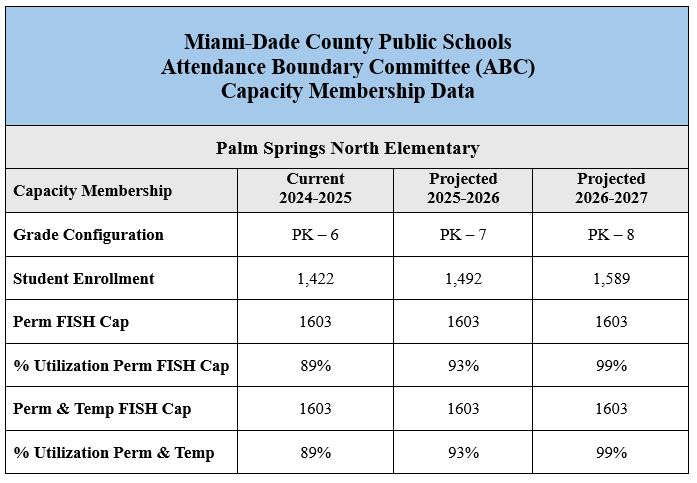 Miami-Dade County Public Schools
Attendance Boundary Committee (ABC)
Capacity Membership Data
Palm Springs North Elementary
Capacity Membership Current 2024-2025 Projected 2025-2026 Projected 2026-2027
Grade Configuration PK – 6 PK – 7 PK – 8
Student Enrollment 1,422 1,492 1,589
Perm FISH Cap 1603 1603 1603
% Utilization Perm FISH Cap 89% 93% 99%
Perm & Temp FISH Cap 1603 1603 1603
% Utilization Perm & Temp 89% 93% 99%